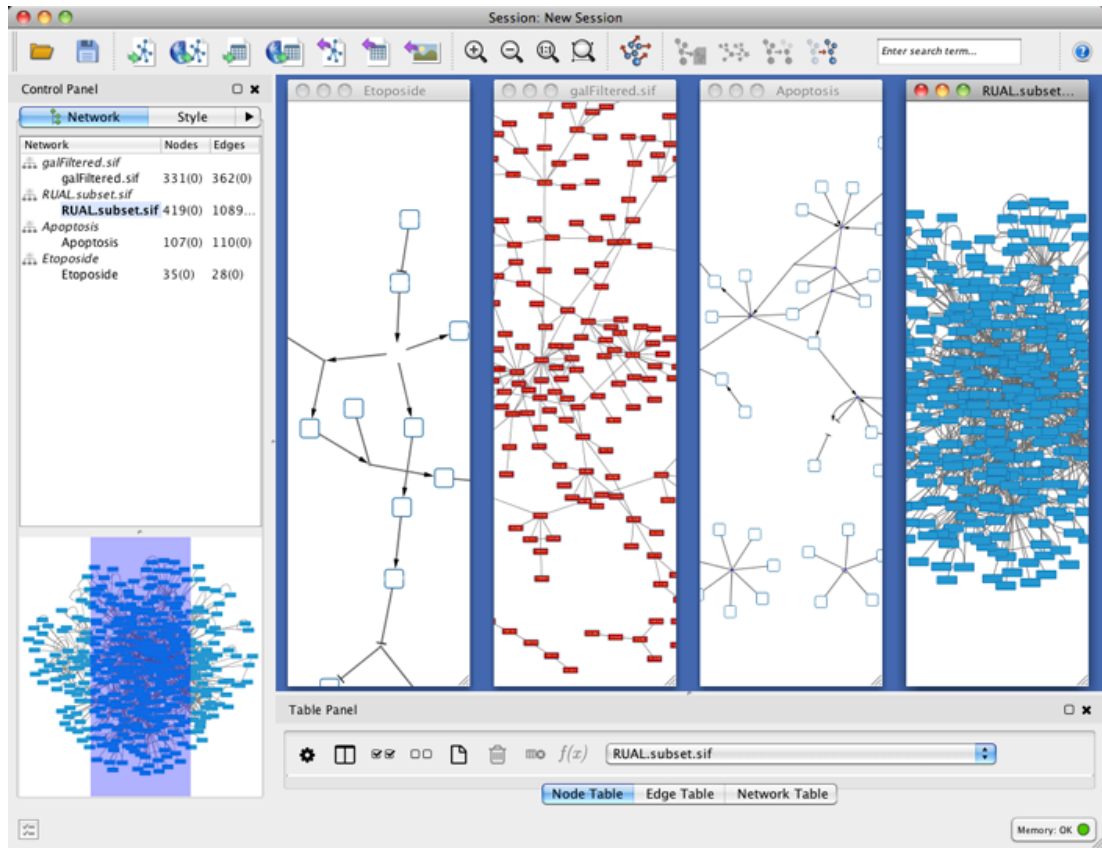 Session: New Session
1:1
Enter search term...
?
Control Panel
Network Style
Network Nodes Edges
galFiltered.sif
galFiltered.sif 331(0) 362(0)
RUAL.subset.sif
RUAL.subset.sif 419(0) 1089...
Apoptosis
Apoptosis 107(0) 110(0)
Etoposide
Etoposide 35(0) 28(0)
Etoposide
galFiltered.sif
Apoptosis
RUAL.subset...
Table Panel
f(x) RUAL.subset.sif
Node Table Edge Table Network Table
Memory: OK